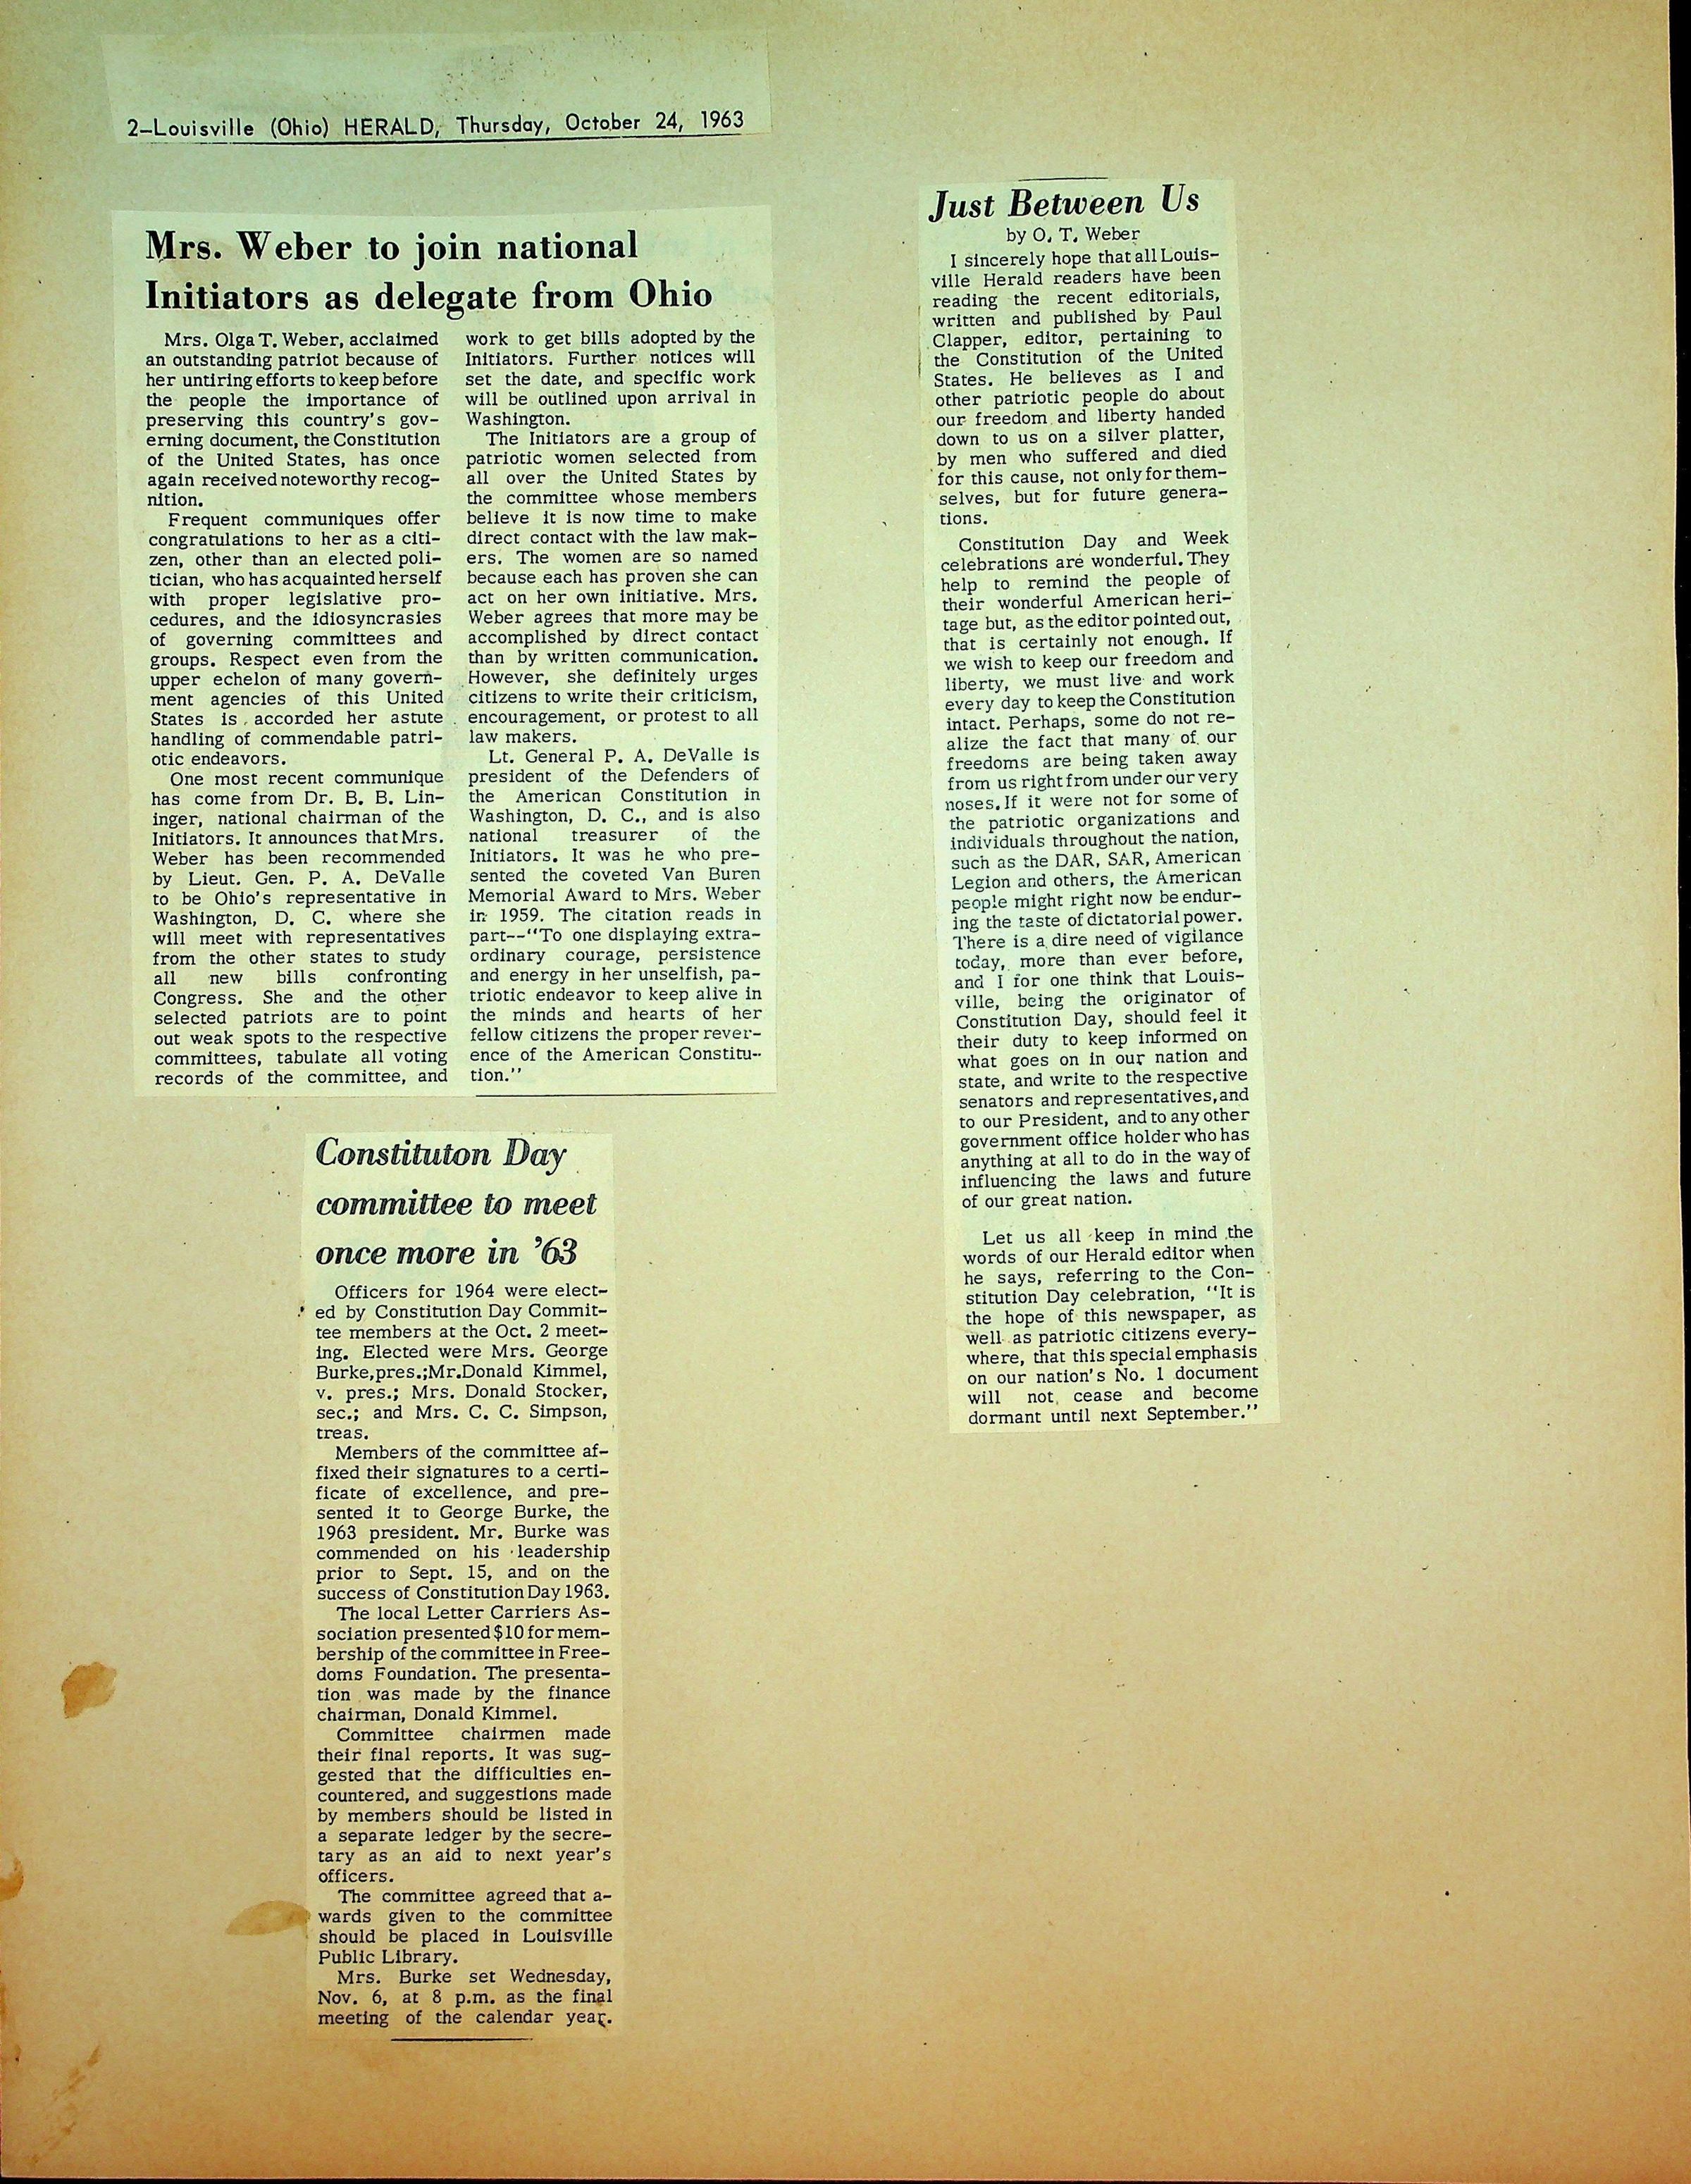 2-Louisville (Ohio) HERALD, Thursday, October 24, 1963
Mrs. Weber to join national
Initiators as delegate from Ohio
Mrs. Olga T. Weber, acclaimed
an outstanding patriot because of
her untiring efforts to keep before
the people the importance of
preserving this country's gov-
erning document, the Constitution
of the United States, has once
again received noteworthy recog-
nition.
Frequent communiques offer
congratulations to her as a citi-
zen, other than an elected poli-
tician, who has acquainted herself
with proper legislative pro-
cedures, and the idiosyncrasies
of governing committees and
groups. Respect even from the
upper echelon of many govern-
ment agencies of this United
States is accorded her astute
handling of commendable patri-
otic endeavors.
One most recent communique
has come from Dr. B. B. Lin-
inger, national chairman of the
Initiators. It announces that Mrs.
Weber has been recommended
by Lieut. Gen. P. A. DeValle
to be Ohio's representative in
Washington, D. C. where she
will meet with representatives
from the other states to study
all new bills confronting
Congress. She and the other
selected patriots are to point
out weak spots to the respective
committees, tabulate all voting
records of the committee, and
work to get bills adopted by the
Initiators. Further notices will
set the date, and specific work
will be outlined upon arrival in
Washington.
The Initiators are a group of
patriotic women selected from
all over the United States by
the committee whose members
believe it is now time to make
direct contact with the law mak-
ers. The women are so named
because each has proven she can
act on her own initiative. Mrs.
Weber agrees that more may be
accomplished by direct contact
than by written communication.
However, she definitely urges
citizens to write their criticism,
encouragement, or protest to all
law makers.
Lt. General P. A. DeValle is
president of the Defenders of
the American Constitution in
Washington, D. C., and is also
national treasurer of the
Initiators. It was he who pre-
sented the coveted Van Buren
Memorial Award to Mrs. Weber
in 1959. The citation reads in
part--"To one displaying extra-
ordinary courage, persistence
and energy in her unselfish, pa-
triotic endeavor to keep alive in
the minds and hearts of her
fellow citizens the proper rever-
ence of the American Constitu-
tion."
Constituton Day
committee to meet
once more in '63
Officers for 1964 were elect-
ed by Constitution Day Commit-
tee members at the Oct. 2 meet-
ing. Elected were Mrs. George
Burke,pres.;Mr.Donald Kimmel,
v. pres.; Mrs. Donald Stocker,
sec.; and Mrs. C. C. Simpson,
treas.
Members of the committee af-
fixed their signatures to a certi-
ficate of excellence, and pre-
sented it to George Burke, the
1963 president. Mr. Burke was
commended on his leadership
prior to Sept. 15, and on the
success of Constitution Day 1963.
The local Letter Carriers As-
sociation presented $10 for mem-
bership of the committee in Free-
doms Foundation. The presenta-
tion was made by the finance
chairman, Donald Kimmel.
Committee chairmen made
their final reports. It was sug-
gested that the difficulties en-
countered, and suggestions made
by members should be listed in
a separate ledger by the secre-
tary as an aid to next year's
officers.
The committee agreed that a-
wards given to the committee
should be placed in Louisville
Public Library.
Mrs. Burke set Wednesday,
Nov. 6, at 8 p.m. as the final
meeting of the calendar year.
Just Between Us
by O. T. Weber
I sincerely hope that all Louis-
ville Herald readers have been
reading the recent editorials,
written and published by Paul
Clapper, editor, pertaining to
the Constitution of the United
States. He believes as I and
other patriotic people do about
our freedom and liberty handed
down to us on a silver platter,
by men who suffered and died
for this cause, not only for them-
selves, but for future genera-
tions.
Constitution Day and Week
celebrations are wonderful. They
help to remind the people of
their wonderful American heri-
tage but, as the editor pointed out,
that is certainly not enough. If
we wish to keep our freedom and
liberty, we must live and work
every day to keep the Constitution
intact. Perhaps, some do not re-
alize the fact that many of our
freedoms are being taken away
from us right from under our very
noses. If it were not for some of
the patriotic organizations and
individuals throughout the nation,
such as the DAR, SAR, American
Legion and others, the American
people might right now be endur-
ing the taste of dictatorial power.
There is a dire need of vigilance
today, more than ever before,
and I for one think that Louis-
ville, being the originator of
Constitution Day, should feel it
their duty to keep informed on
what goes on in our nation and
state, and write to the respective
senators and representatives, and
to our President, and to any other
government office holder who has
anything at all to do in the way of
influencing the laws and future
of our great nation.
Let us all keep in mind the
words of our Herald editor when
he says, referring to the Con-
stitution Day celebration, "It is
the hope of this newspaper, as
well as patriotic citizens every-
where, that this special emphasis
on our nation's No. 1 document
will not cease and become
dormant until next September."